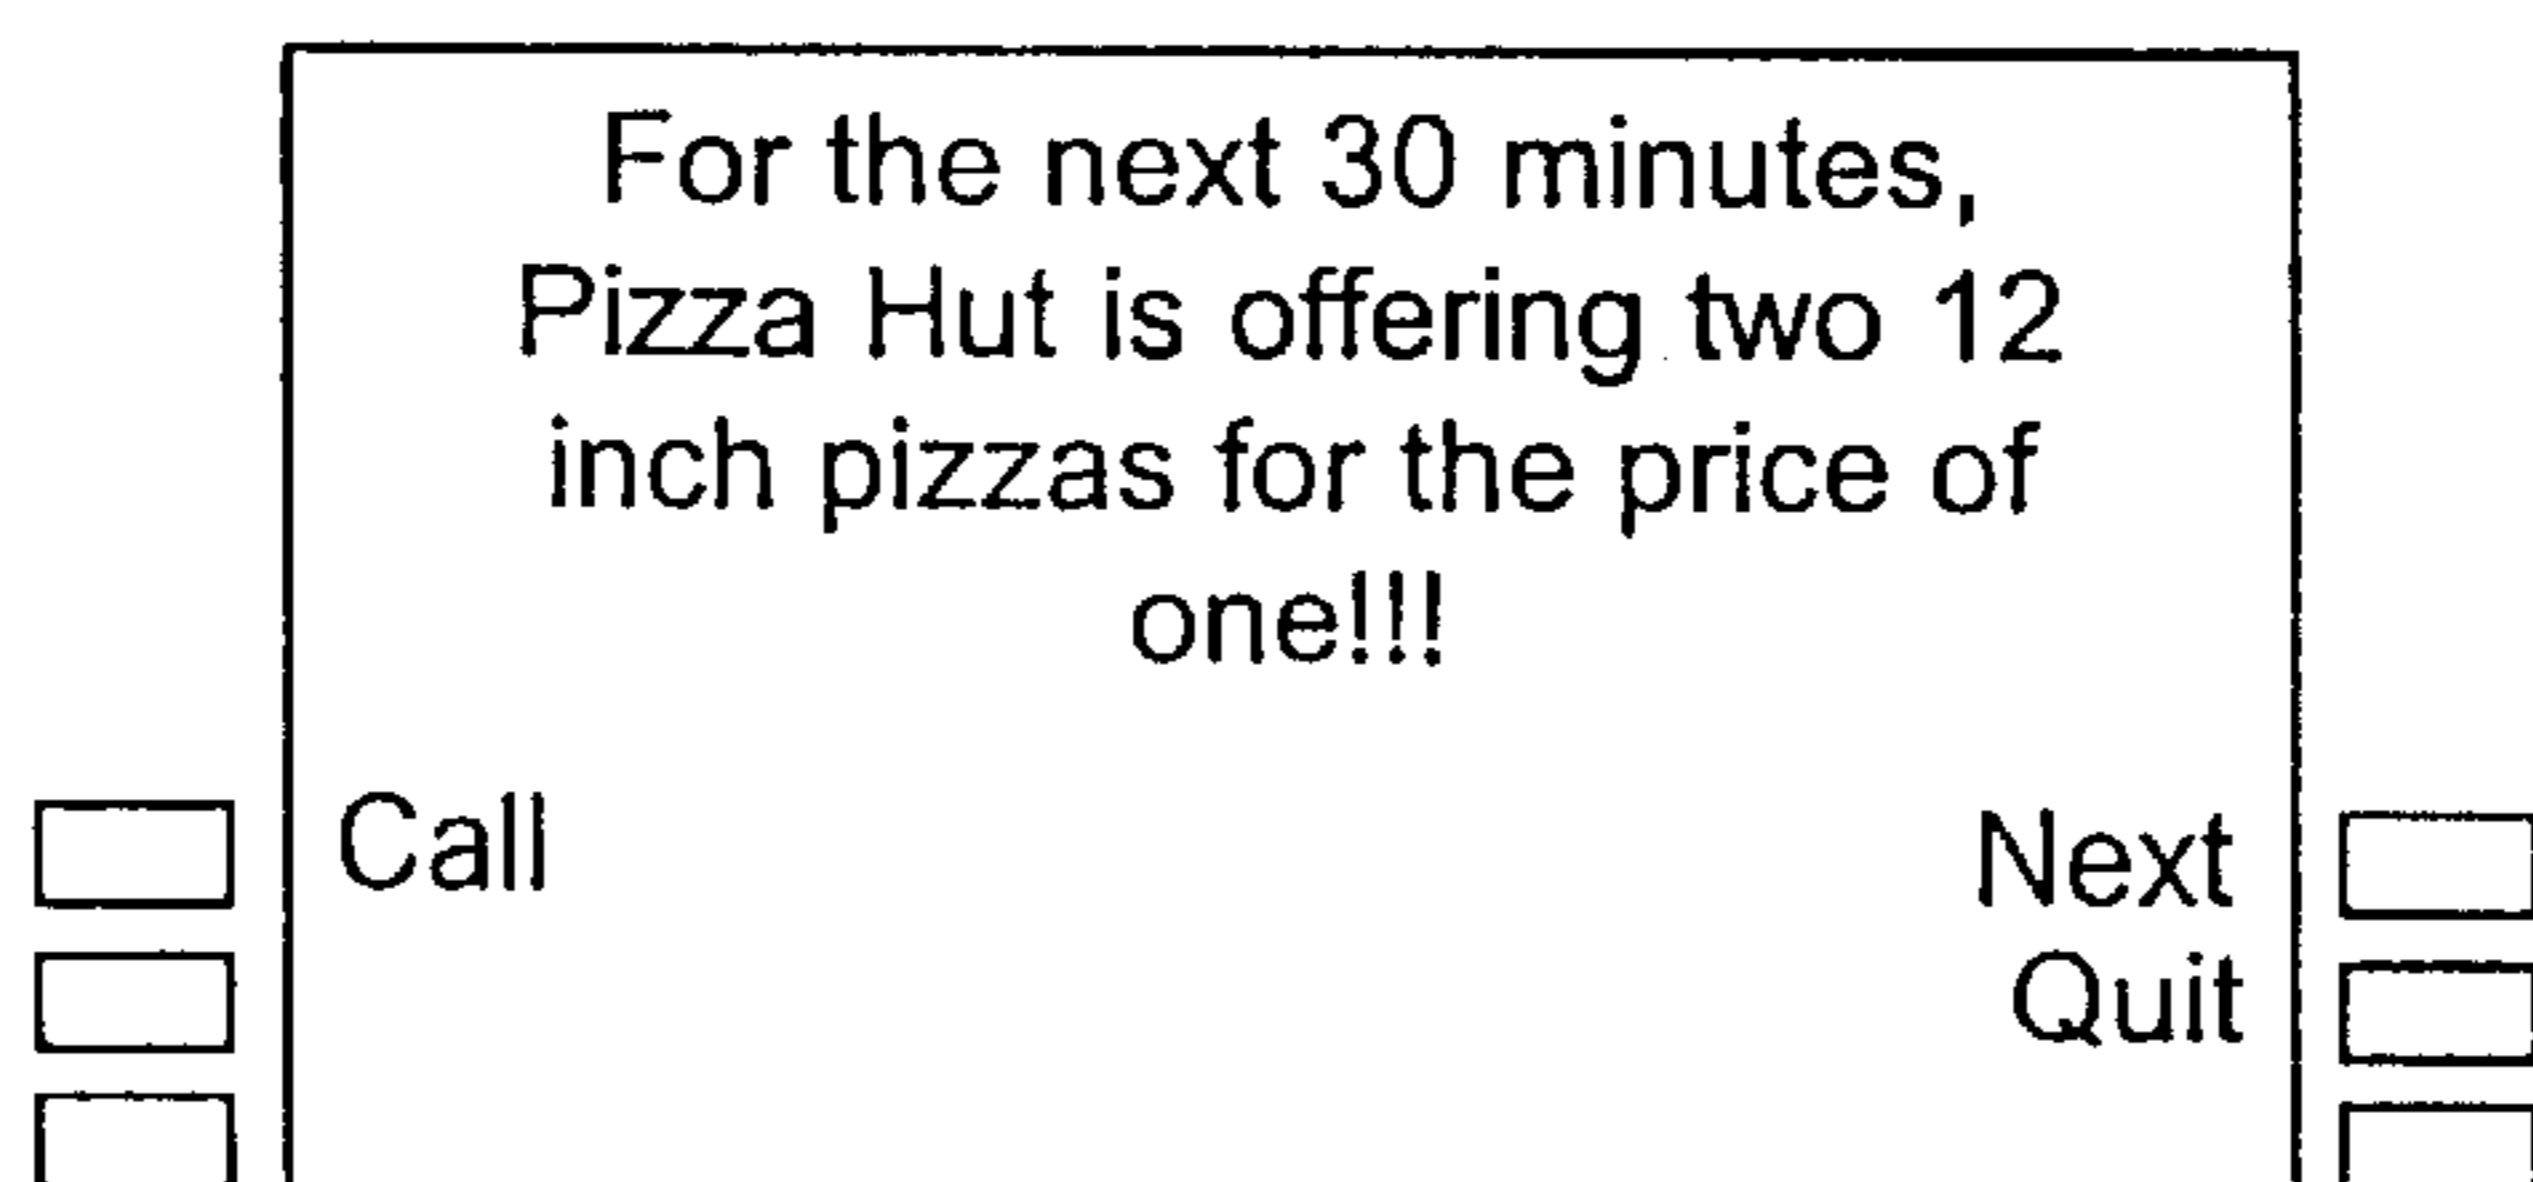 For the next 30 minutes,
Pizza Hut is offering two 12
inch pizzas for the price of
one!!!
Call
Next
Quit